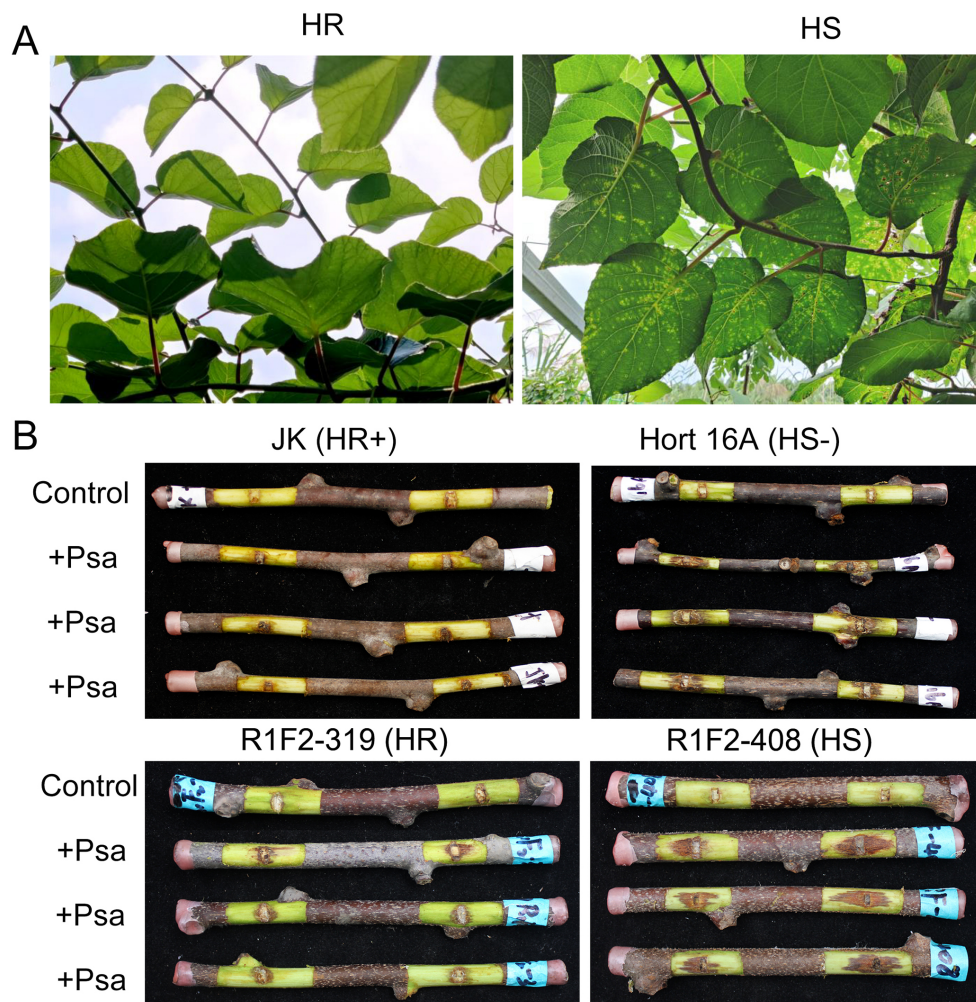 A
HR
HS
B
JK (HR+)
Hort 16A (HS-)
Control
+Psa
+Psa
+Psa
R1F2-319 (HR)
R1F2-408 (HS)
Control
+Psa
+Psa
+Psa